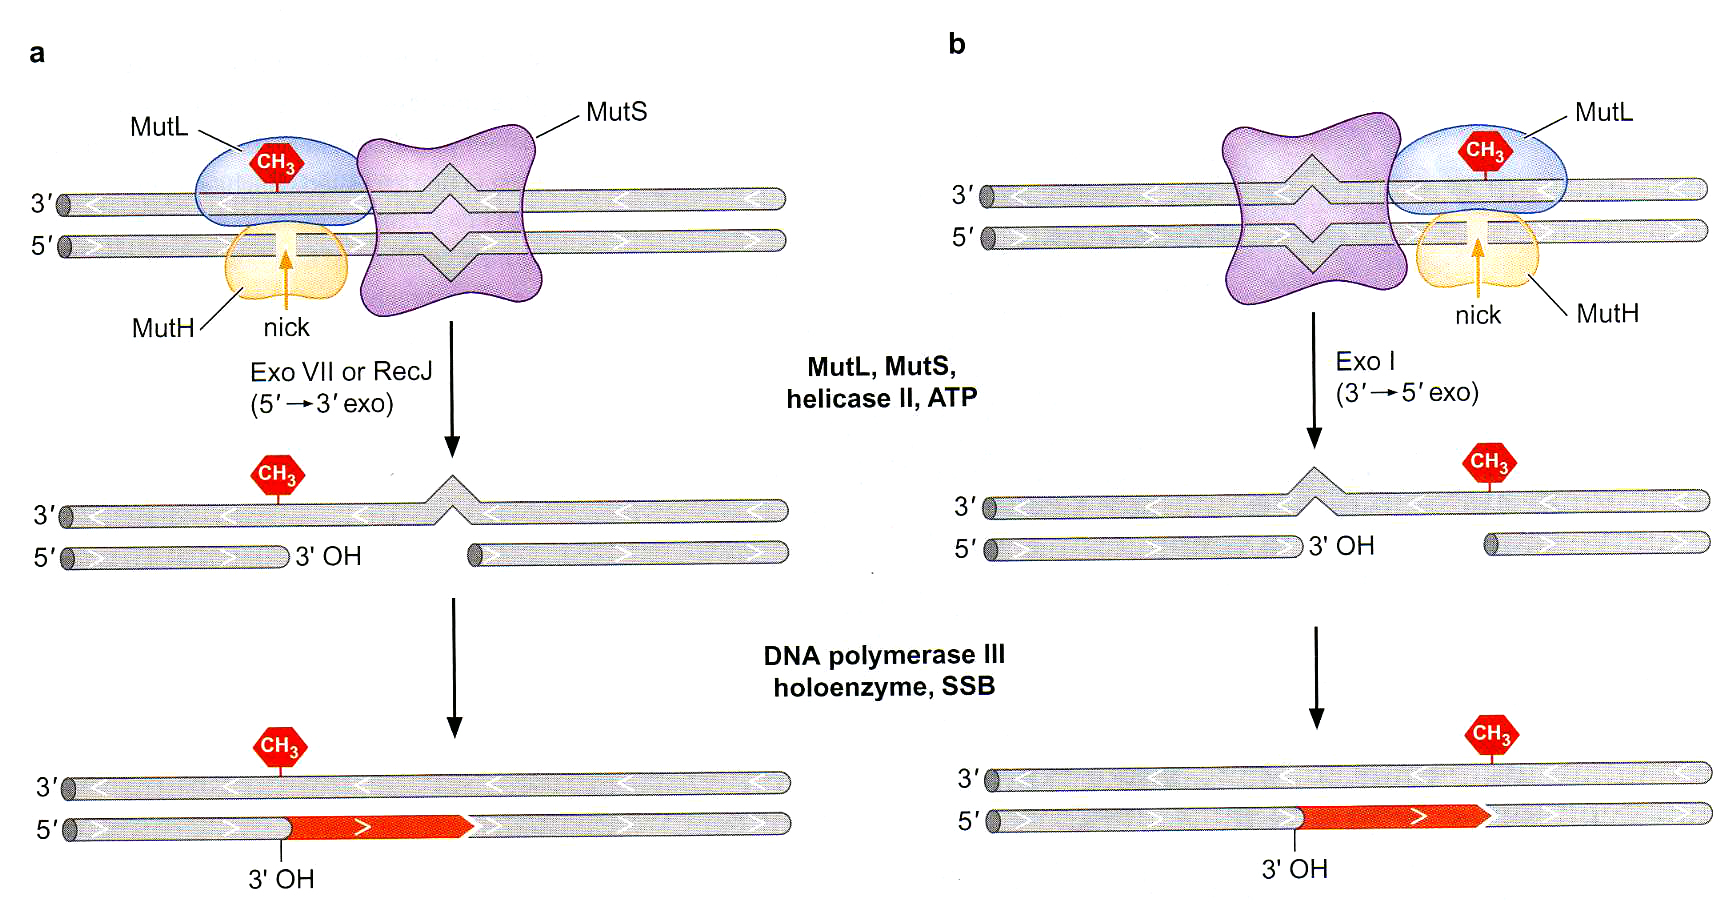 a
b
MutL
MutS
CH3
3′
5′
MutH
nick
Exo VII or RecJ
(5′→3′ exo)
MutL
CH3
3′
5′
nick
MutH
Exo I
(3′→5′ exo)
MutL, MutS,
helicase II, ATP
CH3
3′
5′
3' OH
CH3
3′
5′
3' OH
DNA polymerase III
holoenzyme, SSB
CH3
3′
5′
3' OH
CH3
3′
5′
3' OH